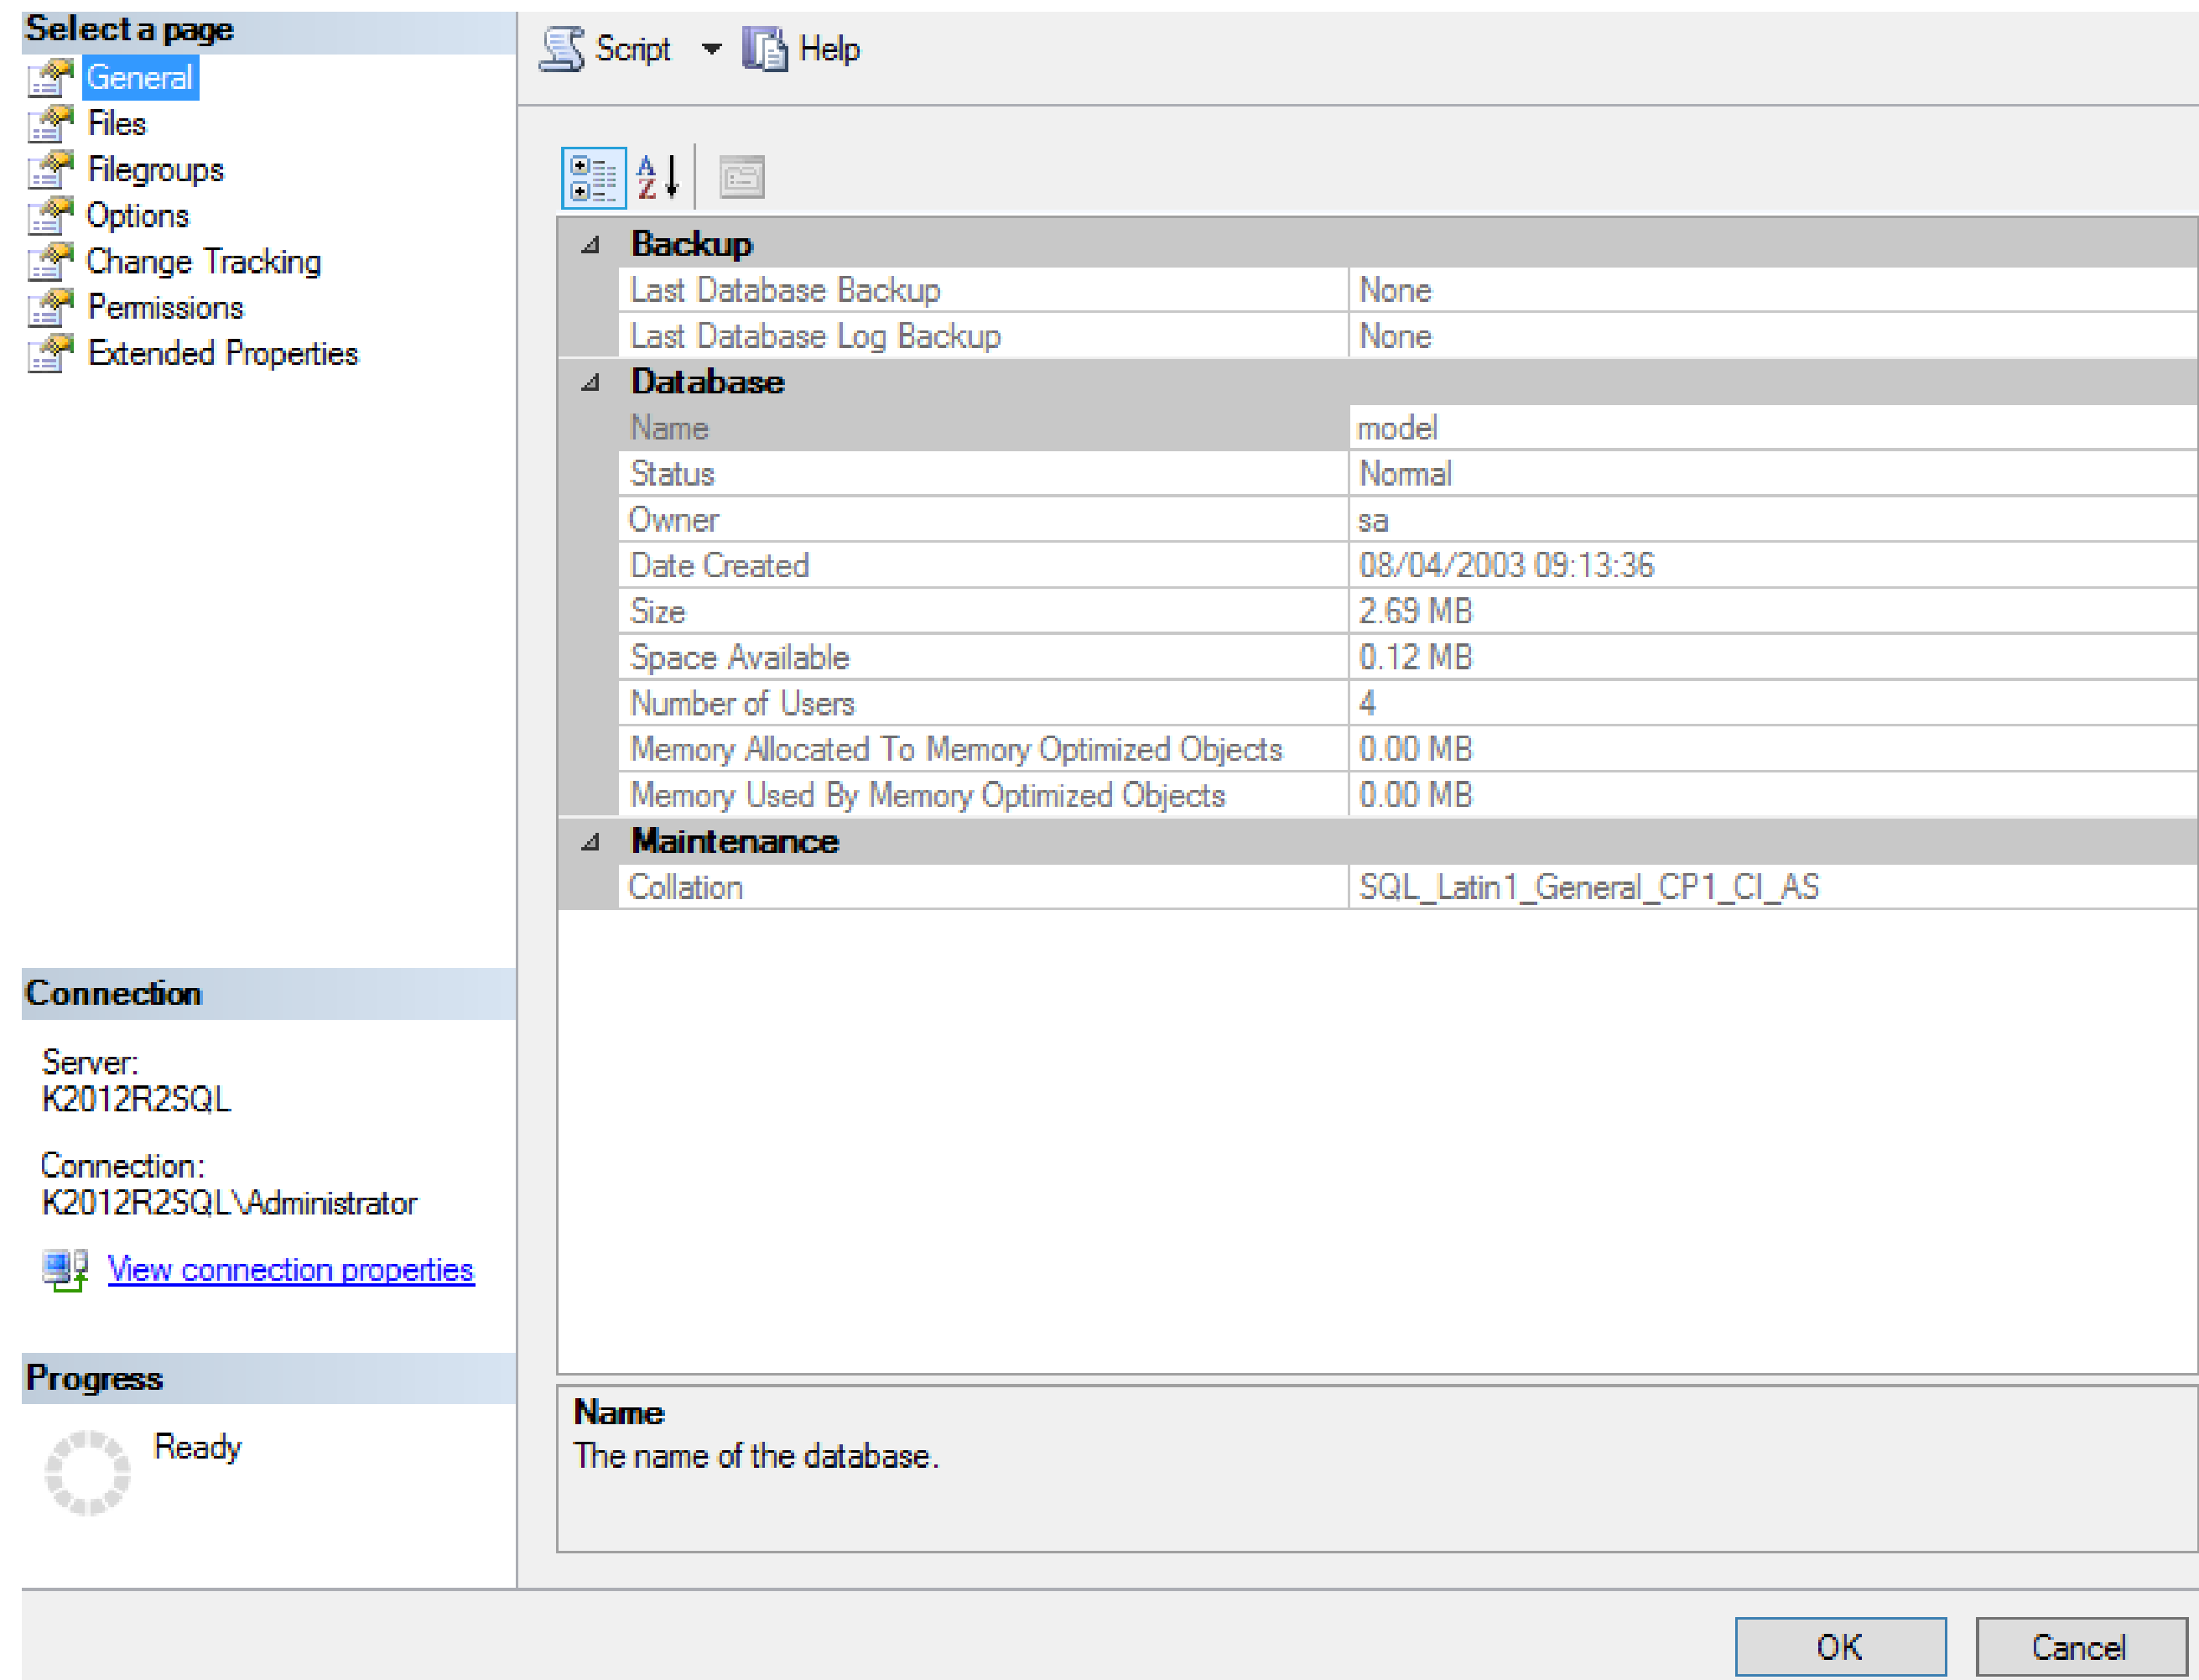 Select a page
General
Files
Filegroups
Options
Change Tracking
Permissions
Extended Properties
Connection
Server:
K2012R2SQL
Connection:
K2012R2SQL\Administrator
View connection properties
Progress
Ready
Script Help
Backup
Last Database Backup None
Last Database Log Backup None
Database
Name model
Status Normal
Owner sa
Date Created 08/04/2003 09:13:36
Size 2.69 MB
Space Available 0.12 MB
Number of Users 4
Memory Allocated To Memory Optimized Objects 0.00 MB
Memory Used By Memory Optimized Objects 0.00 MB
Maintenance
Collation SQL_Latin1_General_CP1_CI_AS
Name
The name of the database.
OK Cancel